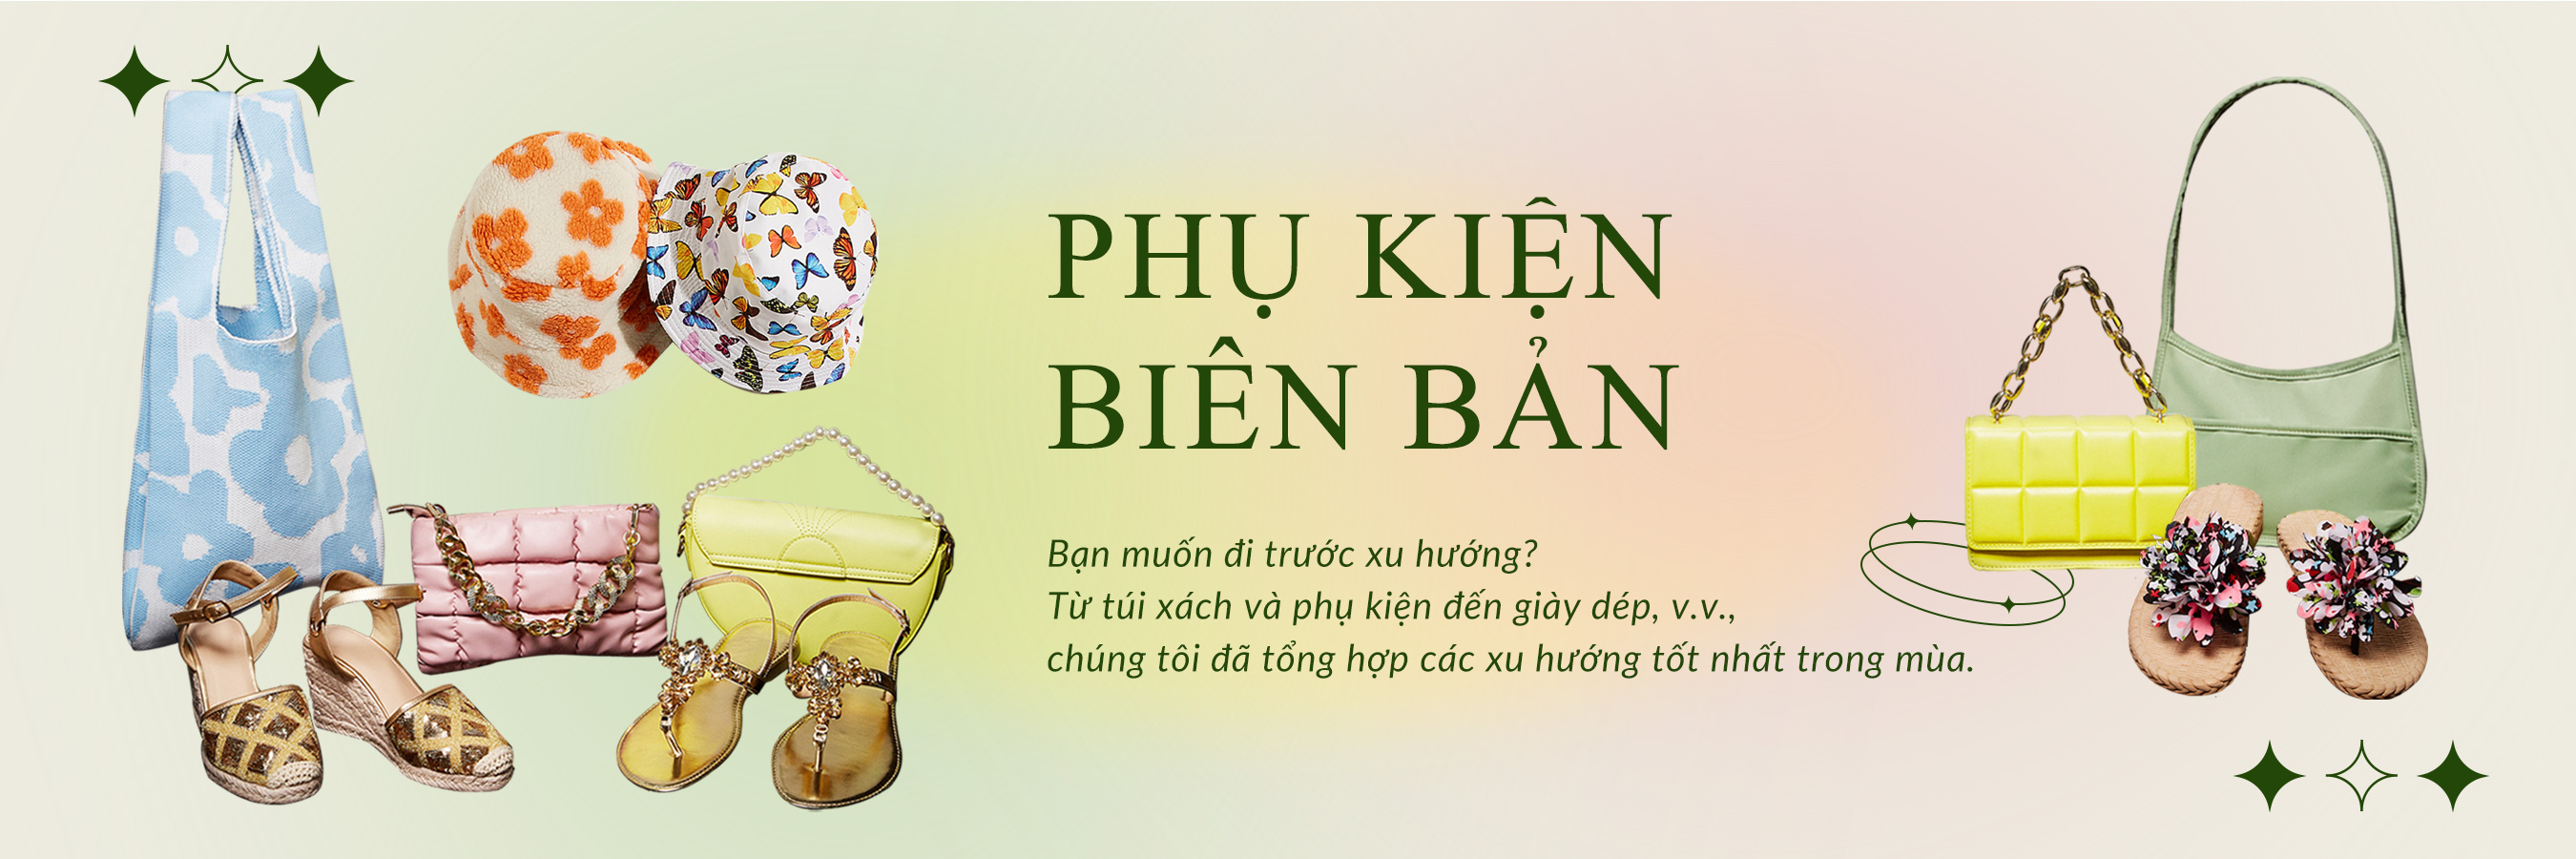 PHỤ KIỆN
BIÊN BẢN
Bạn muốn đi trước xu hướng?
Từ túi xách và phụ kiện đến giày dép, v.v.,
chúng tôi đã tổng hợp các xu hướng tốt nhất trong mùa.